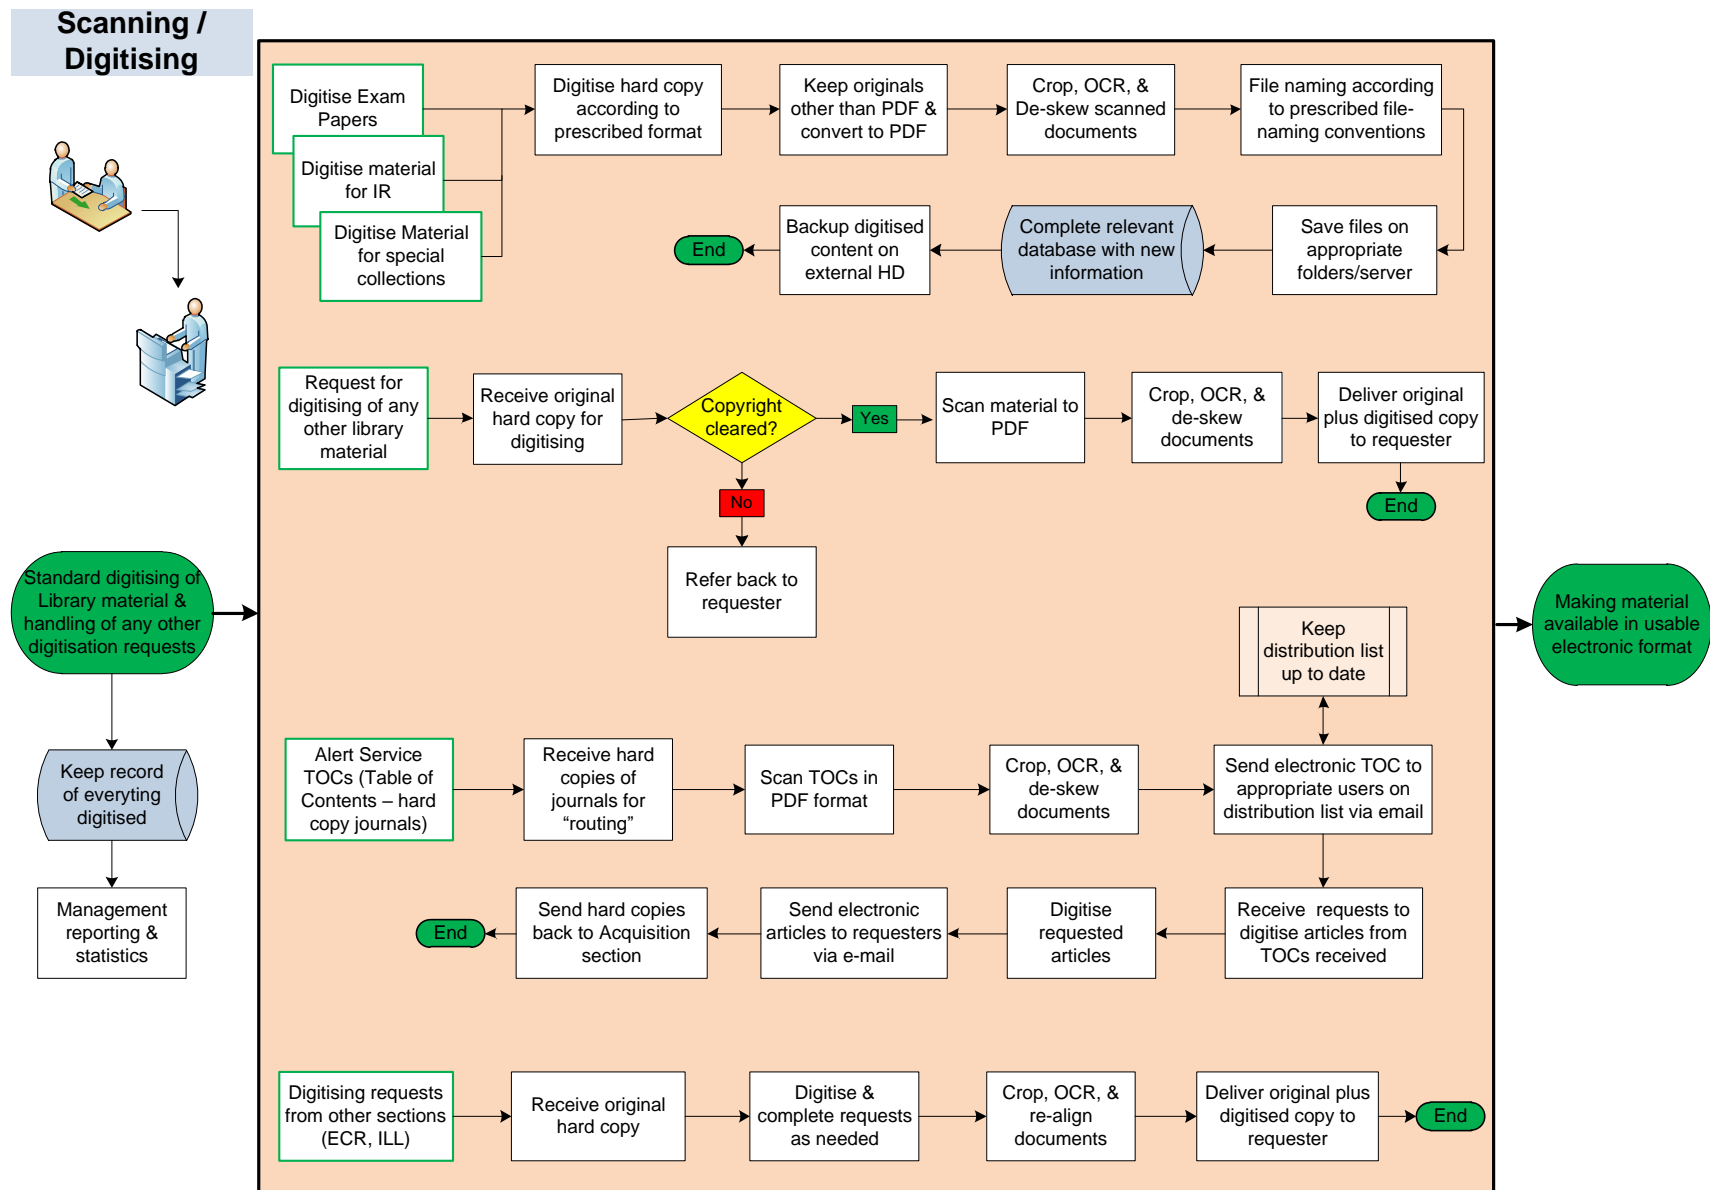 Scanning /
Digitising
Digitise Exam
Papers
Digitise material
for IR
Digitise Material
for special
collections
Digitise hard copy
according to
prescribed format
Keep originals
other than PDF &
convert to PDF
Crop, OCR, &
De-skew scanned
documents
File naming according
to prescribed file-
naming conventions
Save files on
appropriate
folders/server
Complete relevant
database with new
information
Backup digitised
content on
external HD
End
Request for
digitising of any
other library
material
Receive original
hard copy for
digitising
Copyright
cleared?
Yes
No
Refer back to
requester
Scan material to
PDF
Crop, OCR, &
de-skew
documents
Deliver original
plus digitised copy
to requester
End
Standard digitising of
Library material &
handling of any other
digitisation requests
Keep record
of everyting
digitised
Management
reporting &
statistics
Making material
available in usable
electronic format
Keep
distribution list
up to date
Alert Service
TOCs (Table of
Contents – hard
copy journals)
Receive hard
copies of
journals for
“routing”
Scan TOCs in
PDF format
Crop, OCR, &
de-skew
documents
Send electronic TOC to
appropriate users on
distribution list via email
Receive requests to
digitise articles from
TOCs received
Digitise
requested
articles
Send electronic
articles to requesters
via e-mail
Send hard copies
back to Acquisition
section
End
Digitising requests
from other sections
(ECR, ILL)
Receive original
hard copy
Digitise &
complete requests
as needed
Crop, OCR, &
re-align
documents
Deliver original plus
digitised copy to
requester
End